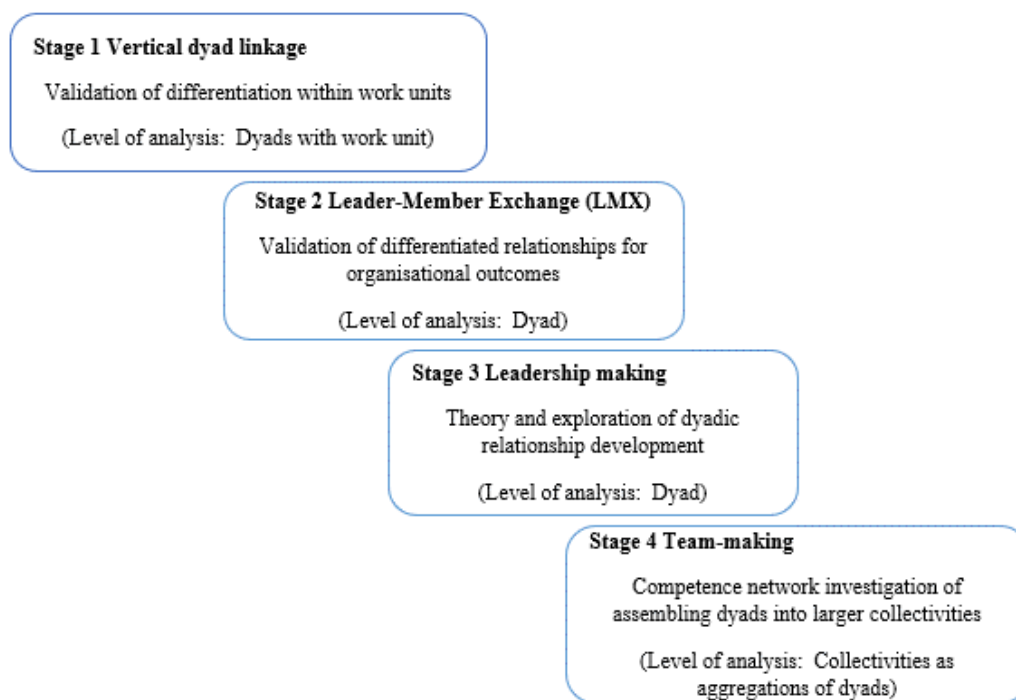 Stage 1 Vertical dyad linkage
Validation of differentiation within work units
(Level of analysis: Dyads with work unit)
Stage 2 Leader-Member Exchange (LMX)
Validation of differentiated relationships for
organisational outcomes
(Level of analysis: Dyad)
Stage 3 Leadership making
Theory and exploration of dyadic
relationship development
(Level of analysis: Dyad)
Stage 4 Team-making
Competence network investigation of
assembling dyads into larger collectivities
(Level of analysis: Collectivities as
aggregations of dyads)